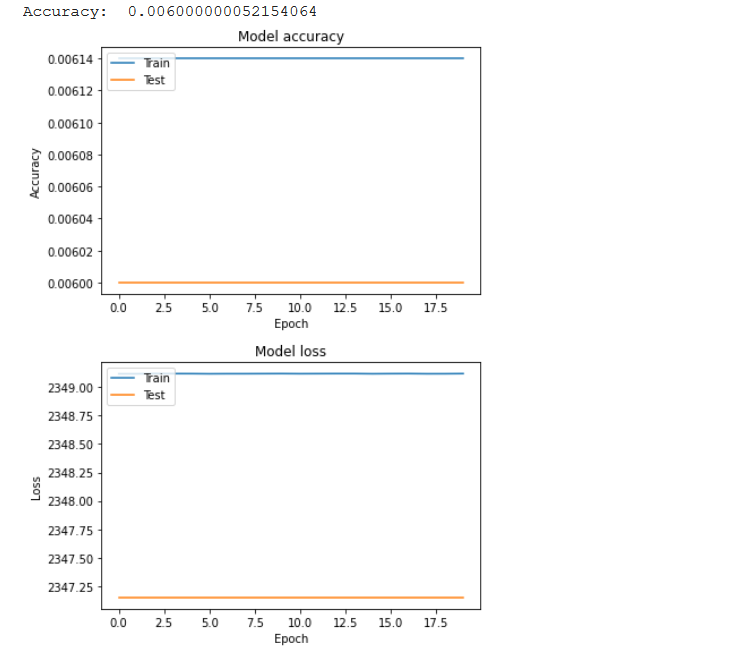 Accuracy:  0.006000000052154064
Model accuracy
0.00614
0.00612
0.00610
0.00608
0.00606
0.00604
0.00602
0.00600
Accuracy
Train
Test
0.0 2.5 5.0 7.5 10.0 12.5 15.0 17.5
Epoch
Model loss
2349.00
2348.75
2348.50
2348.25
2348.00
2347.75
2347.50
2347.25
Loss
Train
Test
0.0 2.5 5.0 7.5 10.0 12.5 15.0 17.5
Epoch